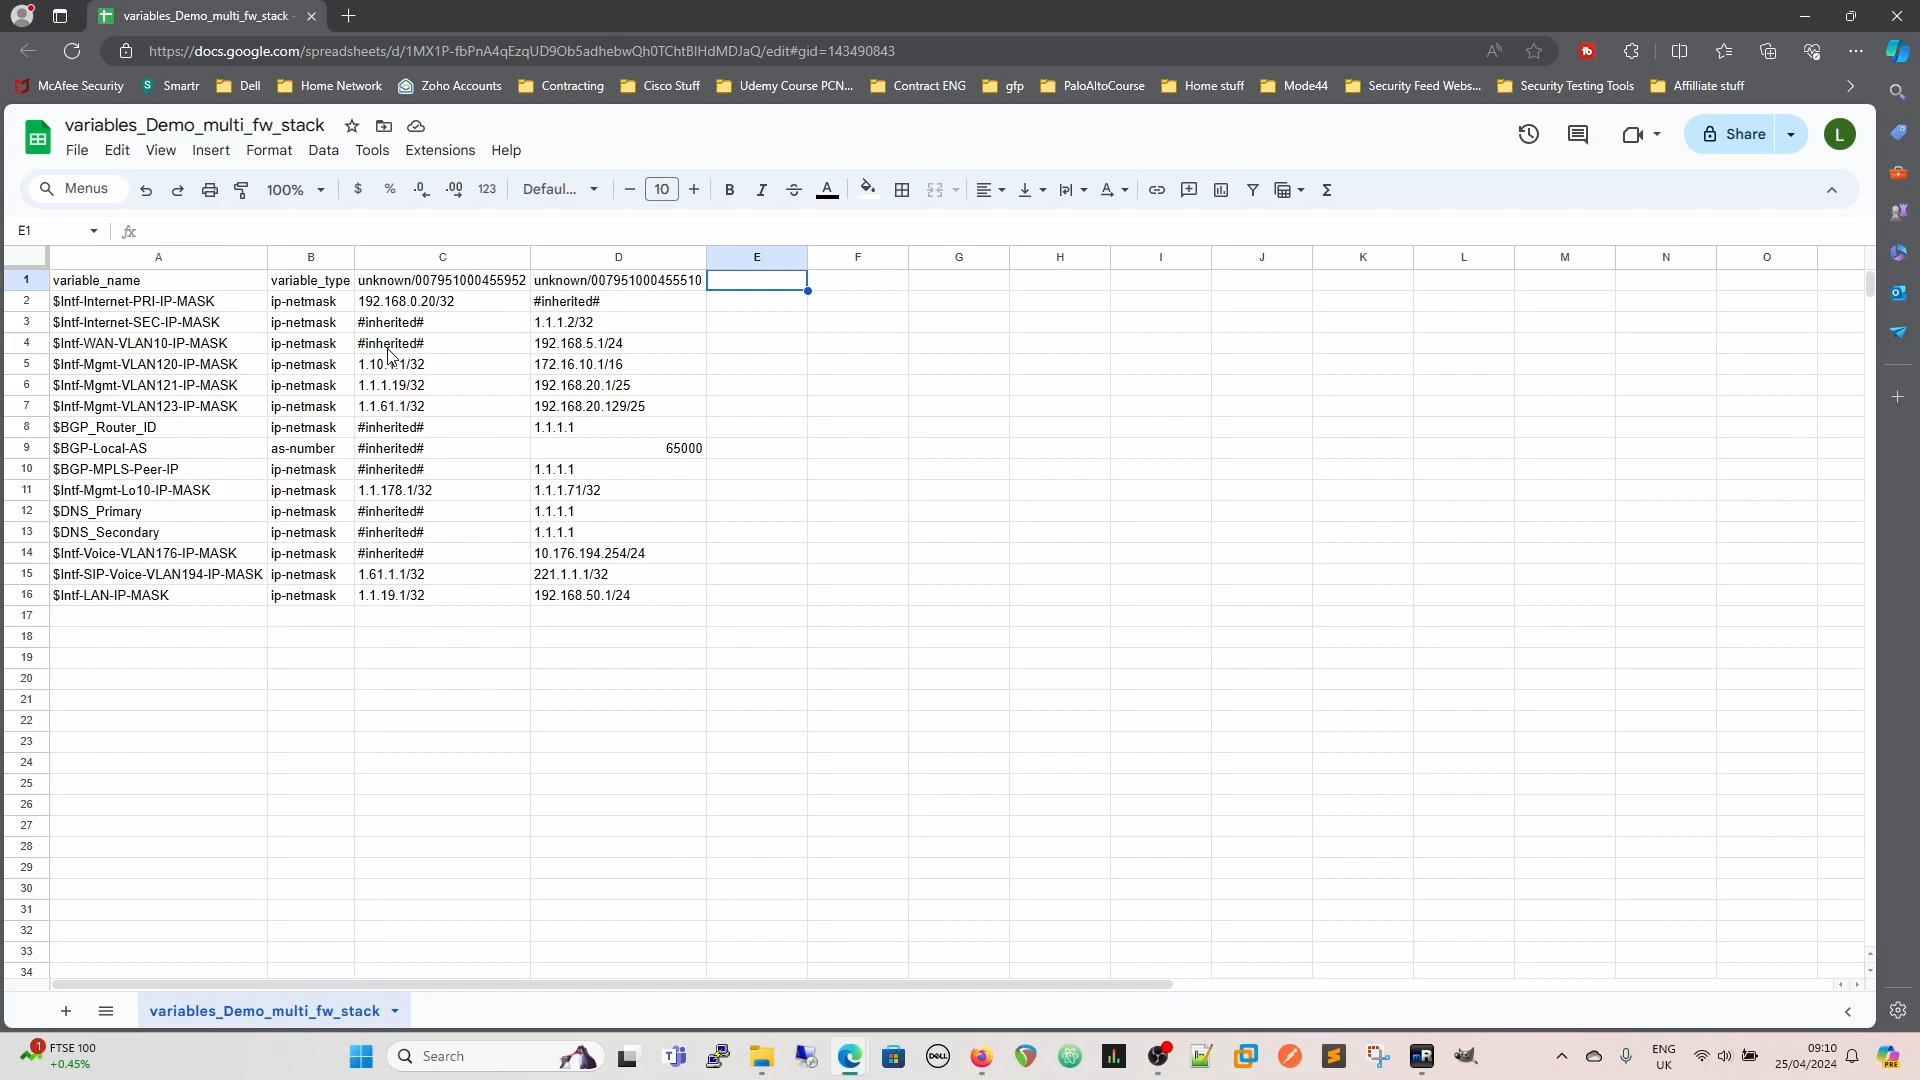 variables_Demo_multi_fw_stack -
https://docs.google.com/spreadsheets/d/1MX1P-fbPnA4qEzqUD9Ob5adhebwQh0TChtBlHdMDJaQ/edit#gid=143490843
McAfee Security Smartr Dell Home Network Zoho Accounts Contracting Cisco Stuff Udemy Course PCN... Contract ENG gfp PaloAltoCourse Home stuff Mode44 Security Feed Webs... Security Testing Tools Affilliate stuff
variables_Demo_multi_fw_stack
Share L
File Edit View Insert Format Data Tools Extensions Help
Menus 100% $ % .0 .00 123 Defaul... 10 B I S A
E1 fx
A B C D E F G H I J K L M N O
1 variable_name variable_type unknown/007951000455952 unknown/007951000455510
2 $Intf-Internet-PRI-IP-MASK ip-netmask 192.168.0.20/32 #inherited#
3 $Intf-Internet-SEC-IP-MASK ip-netmask #inherited# 1.1.1.2/32
4 $Intf-WAN-VLAN10-IP-MASK ip-netmask #inherited# 192.168.5.1/24
5 $Intf-Mgmt-VLAN120-IP-MASK ip-netmask 172.16.10.1/16
6 $Intf-Mgmt-VLAN121-IP-MASK ip-netmask 1.1.1.19/32 192.168.20.1/25
7 $Intf-Mgmt-VLAN123-IP-MASK ip-netmask 1.1.61.1/32 192.168.20.129/25
8 $BGP_Router_ID ip-netmask #inherited# 1.1.1.1
9 $BGP-Local-AS as-number #inherited# 65000
10 $BGP-MPLS-Peer-IP ip-netmask #inherited# 1.1.1.1
11 $Intf-Mgmt-Lo10-IP-MASK ip-netmask 1.1.178.1/32 1.1.1.71/32
12 $DNS_Primary ip-netmask #inherited# 1.1.1.1
13 $DNS_Secondary ip-netmask #inherited# 1.1.1.1
14 $Intf-Voice-VLAN176-IP-MASK ip-netmask #inherited# 10.176.194.254/24
15 $Intf-SIP-Voice-VLAN194-IP-MASK ip-netmask 1.61.1.1/32 221.1.1.1/32
16 $Intf-LAN-IP-MASK ip-netmask 1.1.19.1/32 192.168.50.1/24
17
18
19
20
21
22
23
24
25
26
27
28
29
30
31
32
33
34
variables_Demo_multi_fw_stack
1 FTSE 100
+0.45%
Search
DELL
ENG
UK
09:10
25/04/2024
PRE